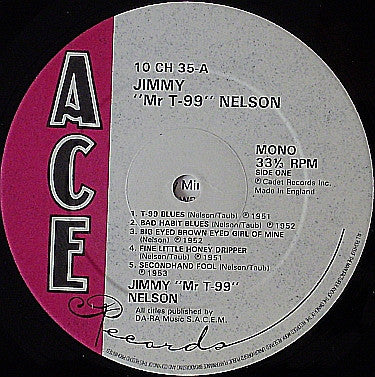 ACE
Records
10 CH 35-A
JIMMY
"Mr T-99" NELSON
MONO
33⅓ RPM
SIDE ONE
℗ Cadet Records Inc.
Made in England
1. T-99 BLUES (Nelson/Taub) ℗ 1951
2. BAD HABIT BLUES (Nelson/Taub) ℗ 1952
3. BIG EYED BROWN EYED GIRL OF MINE
(Nelson) ℗ 1952
4. FINE LITTLE HONEY DRIPPER
(Nelson/Taub) ℗ 1951
5. SECONDHAND FOOL (Nelson/Taub)
℗ 1953
JIMMY "Mr T-99"
NELSON
All titles published by
DA-RA Music S.A.C.E.M.